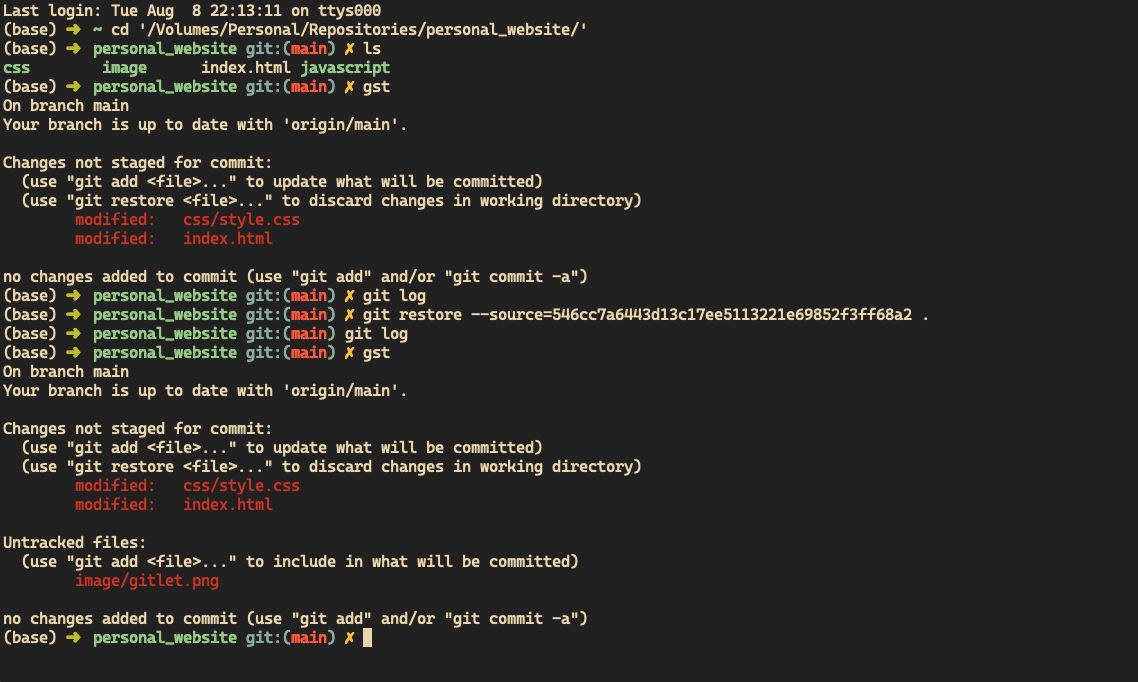 Last login: Tue Aug  8 22:13:11 on ttys000
(base) ➜ ~ cd '/Volumes/Personal/Repositories/personal_website/'
(base) ➜ personal_website git:(main) ✗ ls
css        image      index.html javascript
(base) ➜ personal_website git:(main) ✗ gst
On branch main
Your branch is up to date with 'origin/main'.

Changes not staged for commit:
  (use "git add <file>..." to update what will be committed)
  (use "git restore <file>..." to discard changes in working directory)
        modified:   css/style.css
        modified:   index.html

no changes added to commit (use "git add" and/or "git commit -a")
(base) ➜ personal_website git:(main) ✗ git log
(base) ➜ personal_website git:(main) ✗ git restore --source=546cc7a6443d13c17ee5113221e69852f3ff68a2 .
(base) ➜ personal_website git:(main) git log
(base) ➜ personal_website git:(main) ✗ gst
On branch main
Your branch is up to date with 'origin/main'.

Changes not staged for commit:
  (use "git add <file>..." to update what will be committed)
  (use "git restore <file>..." to discard changes in working directory)
        modified:   css/style.css
        modified:   index.html

Untracked files:
  (use "git add <file>..." to include in what will be committed)
        image/gitlet.png

no changes added to commit (use "git add" and/or "git commit -a")
(base) ➜ personal_website git:(main) ✗